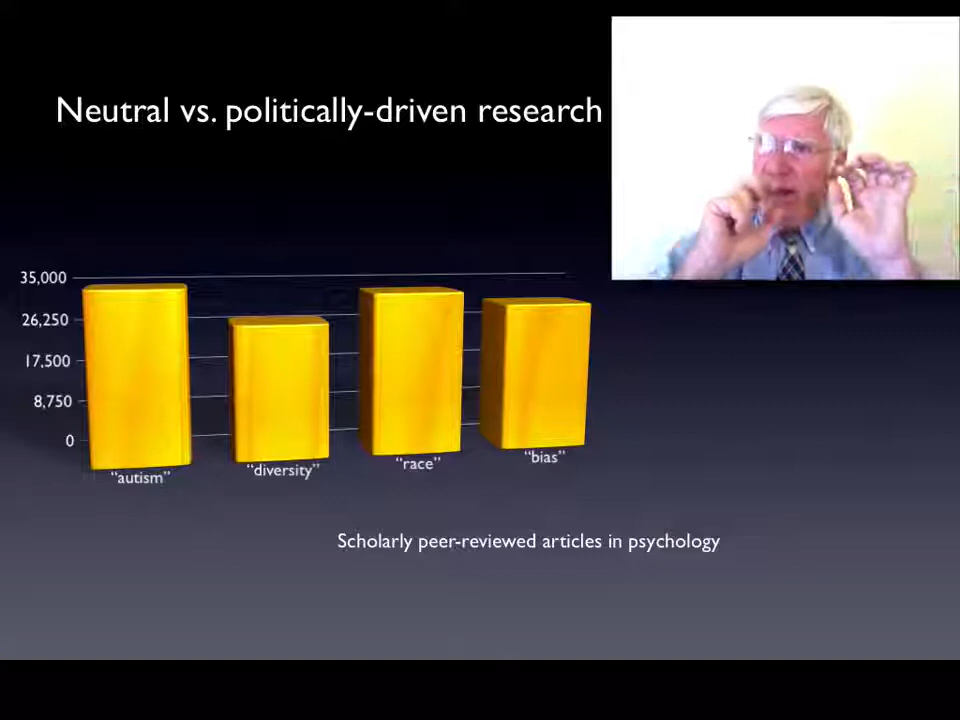 Neutral vs. politically-driven research
35,000
26,250
17,500
8,750
0
“autism”
“diversity”
“race”
“bias”
Scholarly peer-reviewed articles in psychology